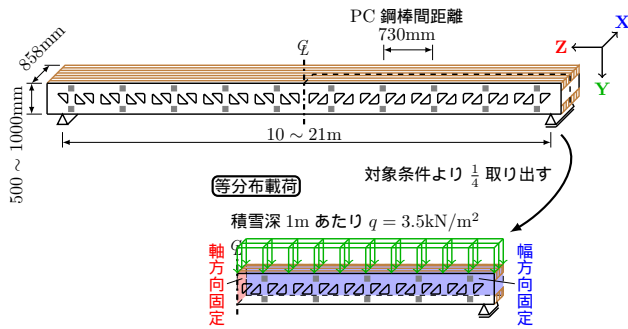 PC 鋼棒間距離
730mm
858mm
500 ~ 1000mm
10 ~ 21m
℄
X
Z
Y
対象条件より 1/4 取り出す
等分布載荷
積雪深 1m あたり q = 3.5kN/m²
℄
軸方向固定
幅方向固定